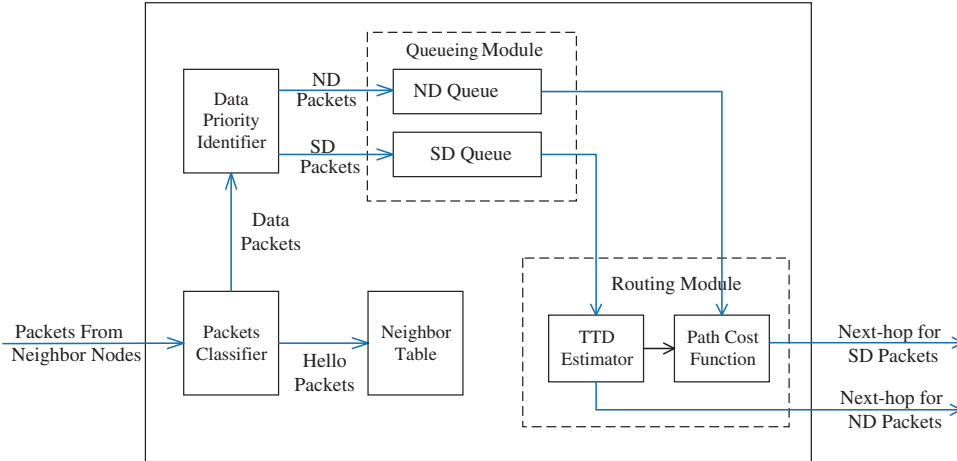 Queueing Module
ND
Packets
ND Queue
Data
Priority
Identifier
SD
Packets
SD Queue
Data
Packets
Routing Module
Packets From
Neighbor Nodes
Packets
Classifier
Hello
Packets
Neighbor
Table
TTD
Estimator
Path Cost
Function
Next-hop for
SD Packets
Next-hop for
ND Packets